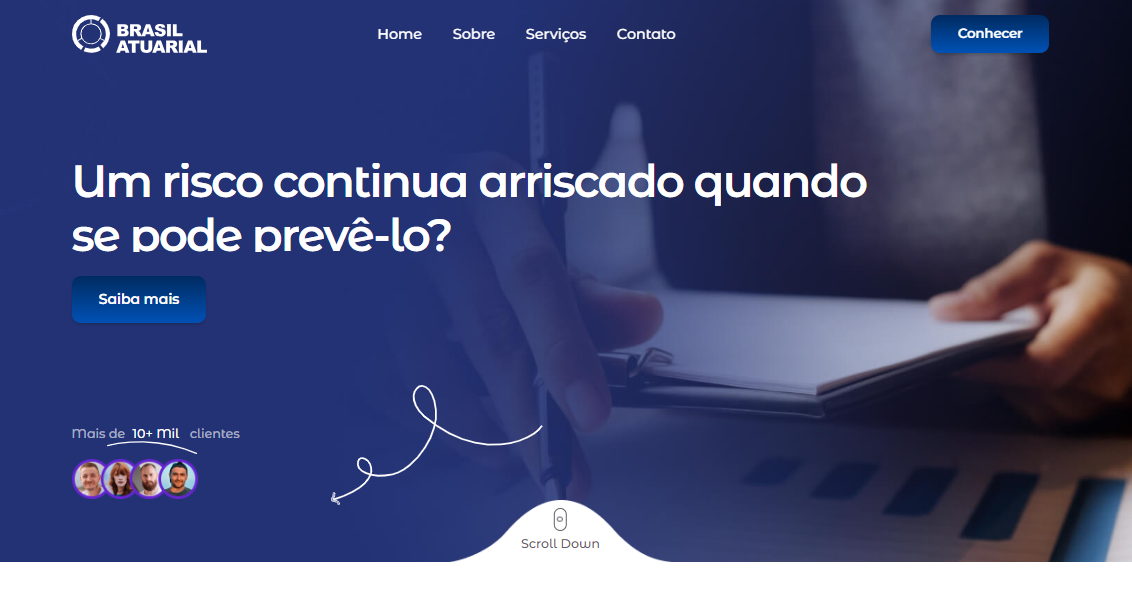 BRASIL
ATUARIAL
Home Sobre Serviços Contato
Conhecer
Um risco continua arriscado quando
se pode prevê-lo?
Saiba mais
Mais de 10+ Mil clientes
Scroll Down